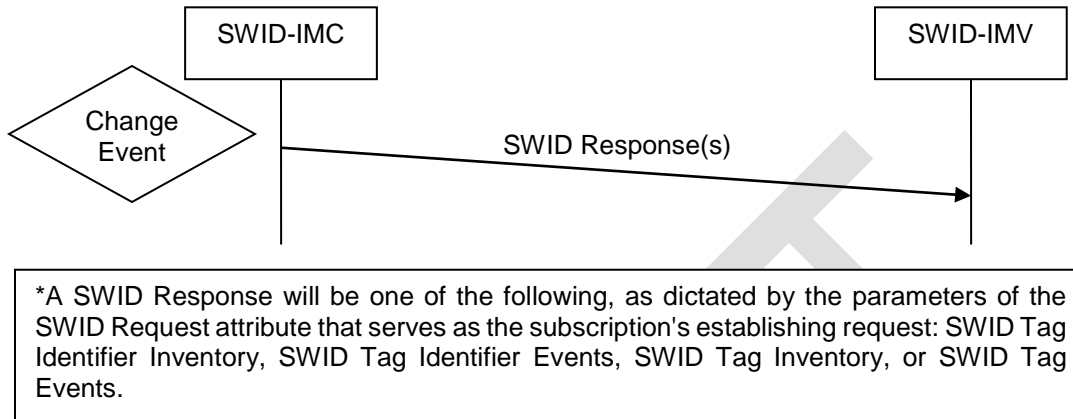 SWID-IMC
SWID-IMV
Change
Event
SWID Response(s)
*A SWID Response will be one of the following, as dictated by the parameters of the
SWID Request attribute that serves as the subscription's establishing request: SWID Tag
Identifier Inventory, SWID Tag Identifier Events, SWID Tag Inventory, or SWID Tag
Events.